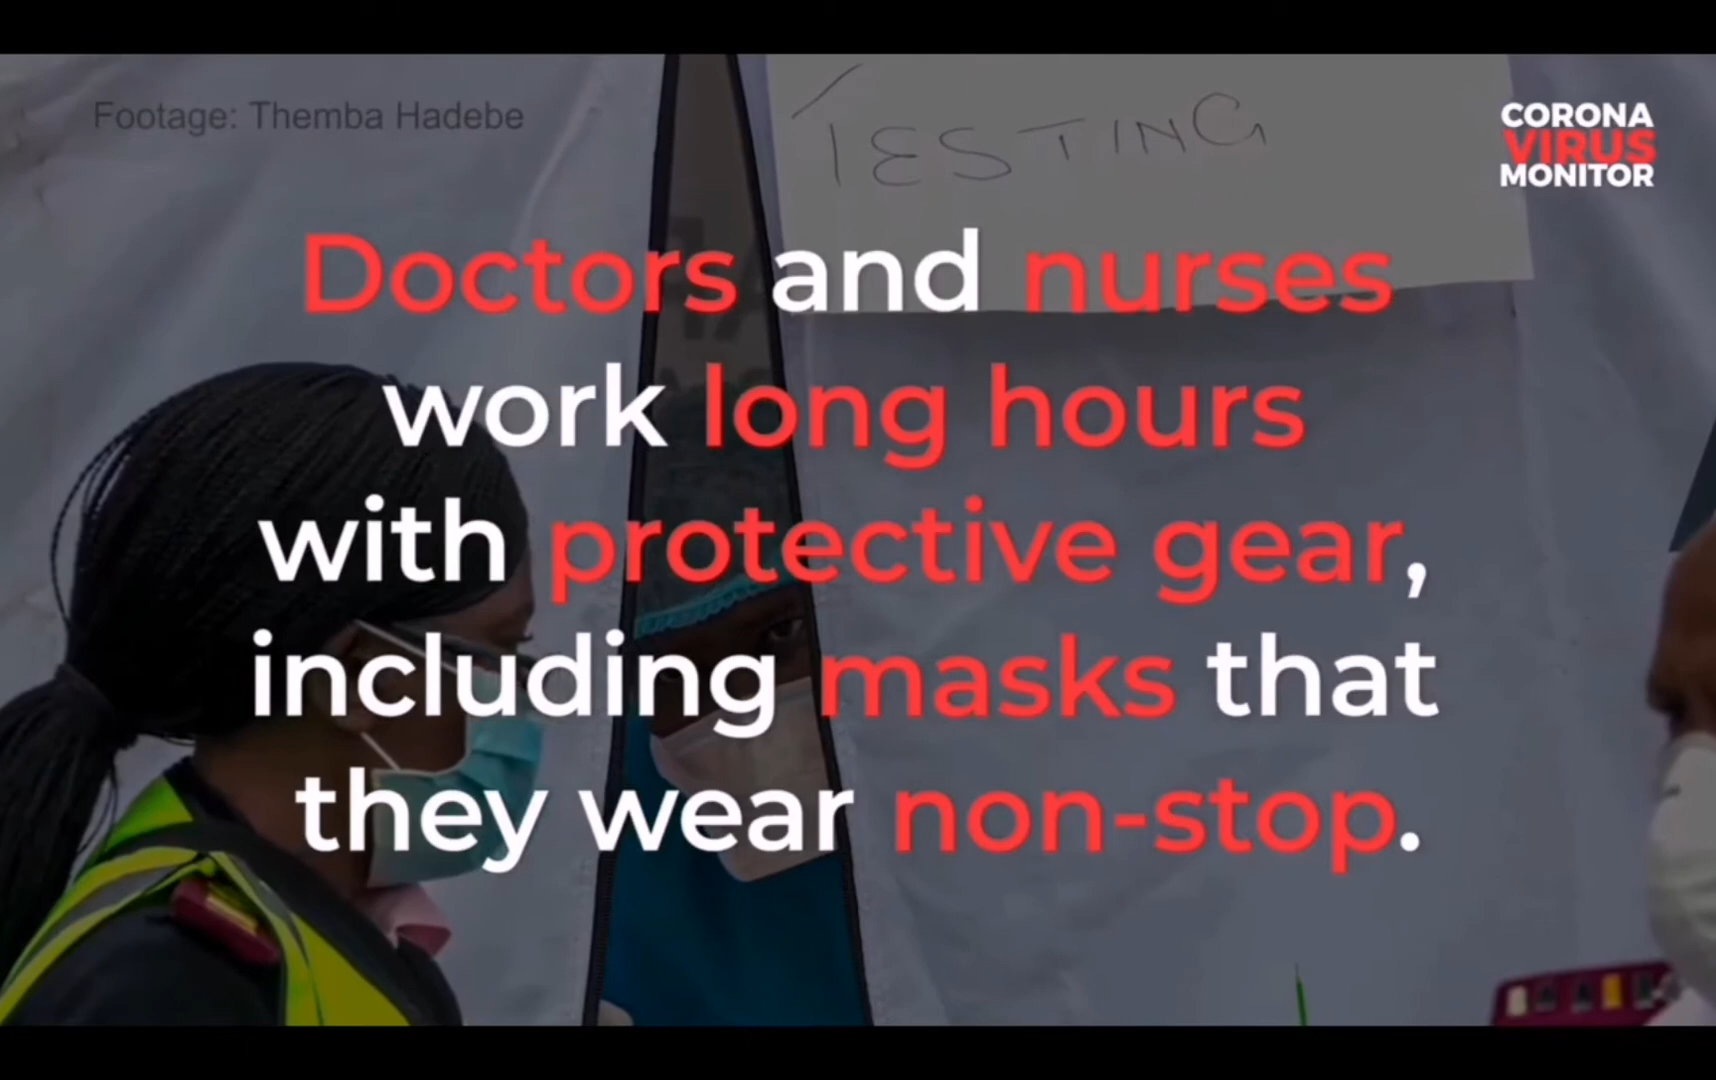 Footage: Themba Hadebe
TESTING
CORONA
VIRUS
MONITOR
Doctors and nurses
work long hours
with protective gear,
including masks that
they wear non-stop.